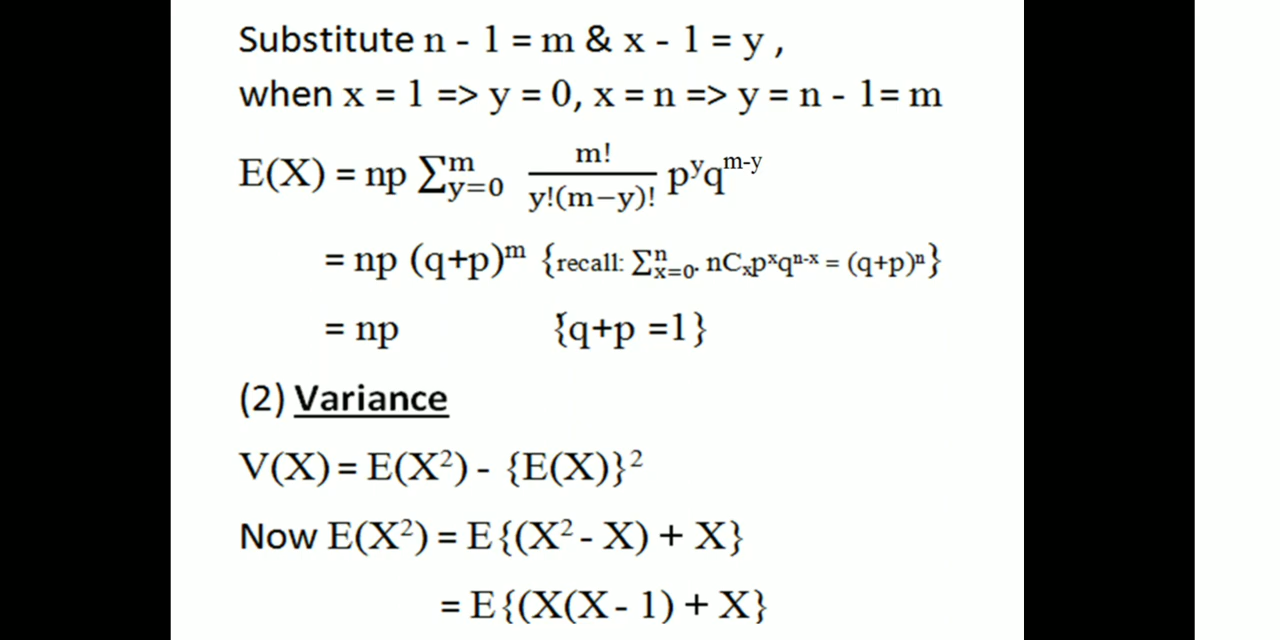 Substitute n - 1 = m & x - 1 = y ,
when x = 1 => y = 0, x = n => y = n - 1= m
E(X) = np ∑ᵐy=0 m!/y!(m−y)! pʸqᵐ⁻ʸ
= np (q+p)ᵐ {recall: ∑ⁿx=0. nCₓpˣqⁿ⁻ˣ = (q+p)ⁿ}
= np {q+p =1}
(2) Variance
V(X) = E(X²) - {E(X)}²
Now E(X²) = E{(X² - X) + X}
= E{(X(X - 1) + X}